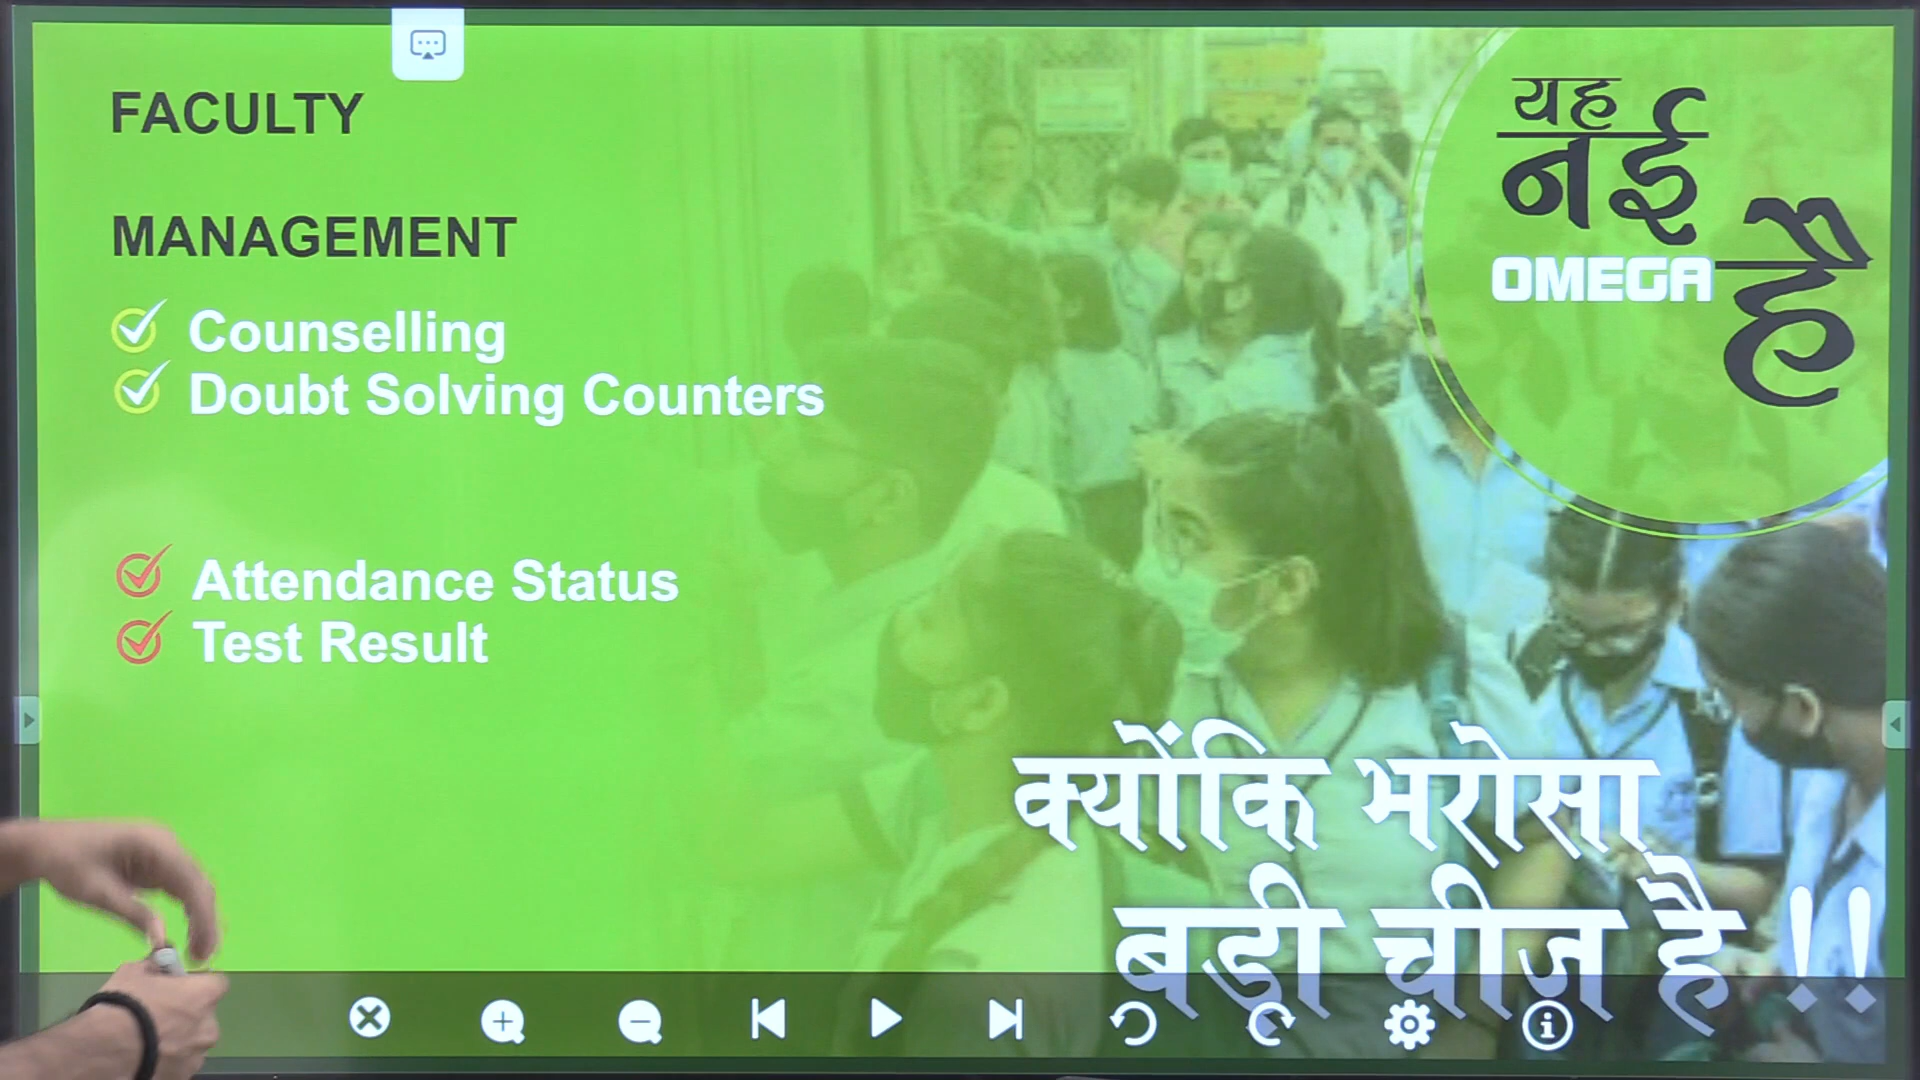 FACULTY
MANAGEMENT
Counselling
Doubt Solving Counters
Attendance Status
Test Result
यह
नई
OMEGA
है
क्योंकि भरोसा
बड़ी चीज है !!